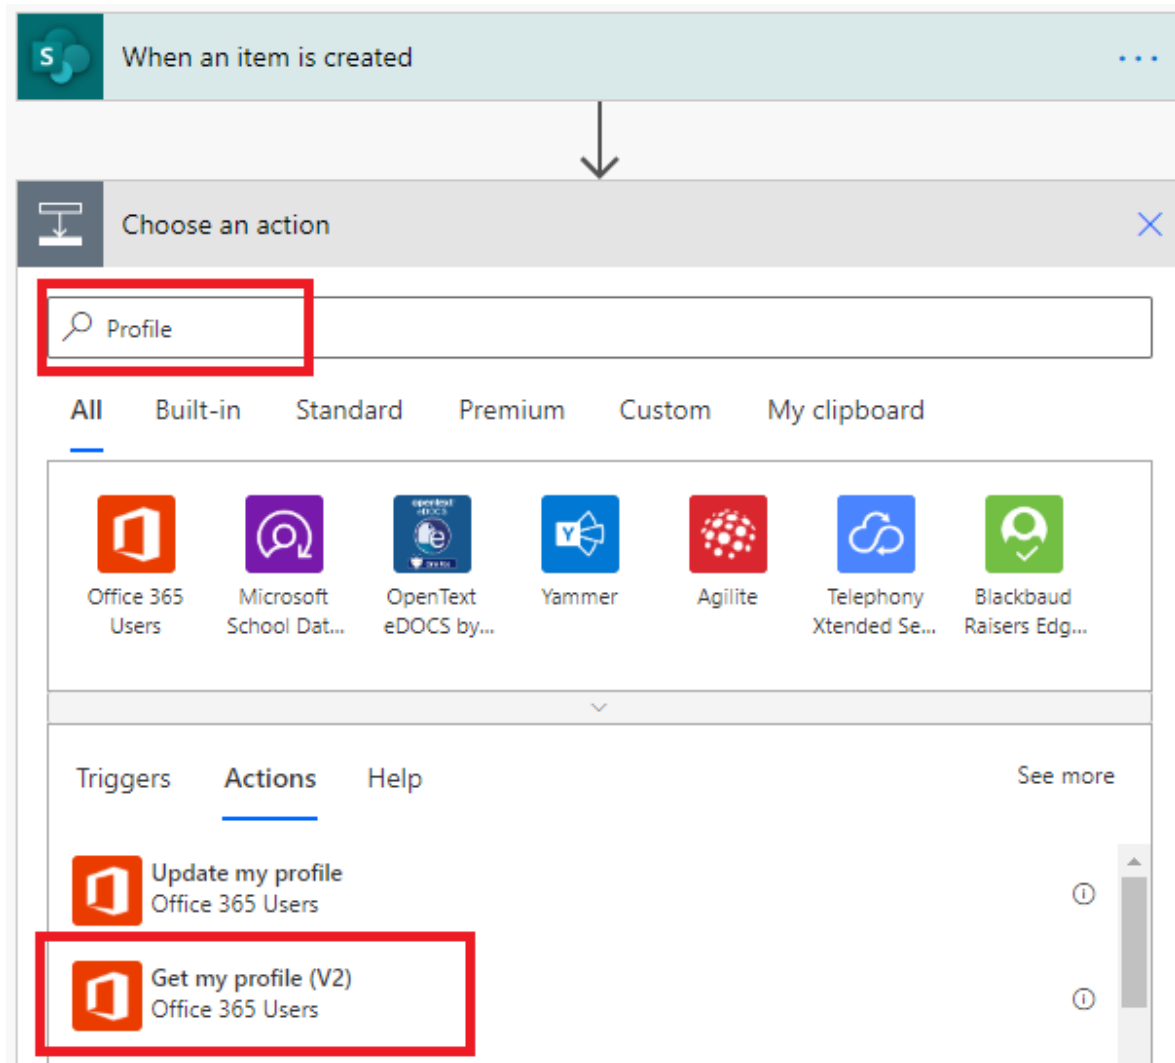 S
When an item is created
Choose an action
Profile
All Built-in Standard Premium Custom My clipboard
opentext
eDOCS
e
Office 365
Users
Microsoft
School Dat...
OpenText
eDOCS by...
Y
Yammer
Agilite
Telephony
Xtended Se...
Blackbaud
Raisers Edg...
Triggers Actions Help See more
Update my profile
Office 365 Users
Get my profile (V2)
Office 365 Users